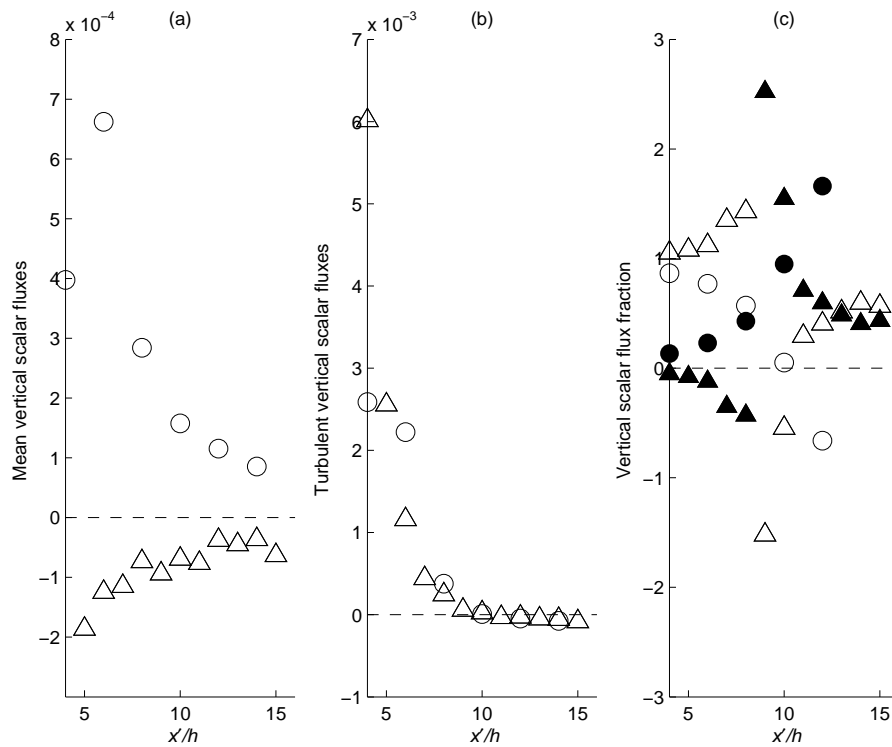 (a)
x 10⁻⁴
8
7
6
5
4
3
2
1
0
−1
−2
Mean vertical scalar fluxes
5 10 15
x'/h
(b)
x 10⁻³
7
6
5
4
3
2
1
0
−1
Turbulent vertical scalar fluxes
5 10 15
x'/h
(c)
3
2
1
0
−1
−2
−3
Vertical scalar flux fraction
5 10 15
x'/h